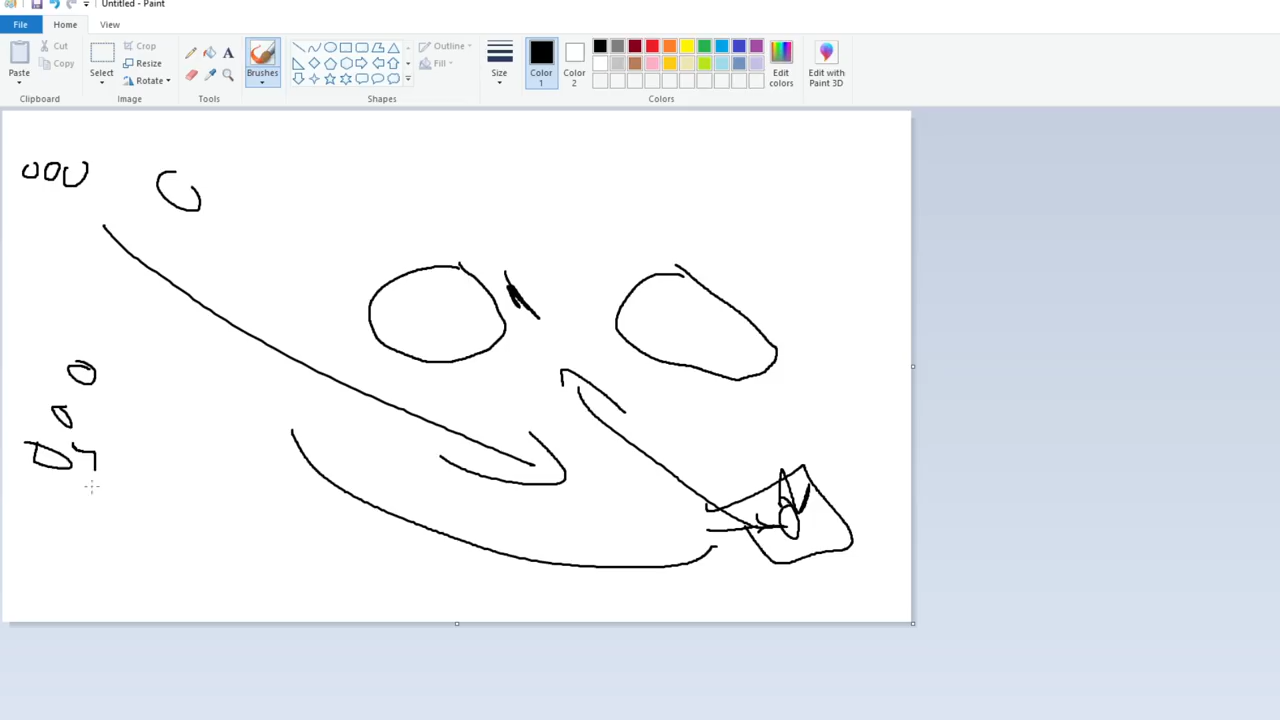 Untitled - Paint
File Home View
Cut Crop Outline Edit Edit with
Paste Copy Select Resize Brushes Fill Size Color Color colors Paint 3D
Rotate 1 2
Clipboard Image Tools Shapes Colors